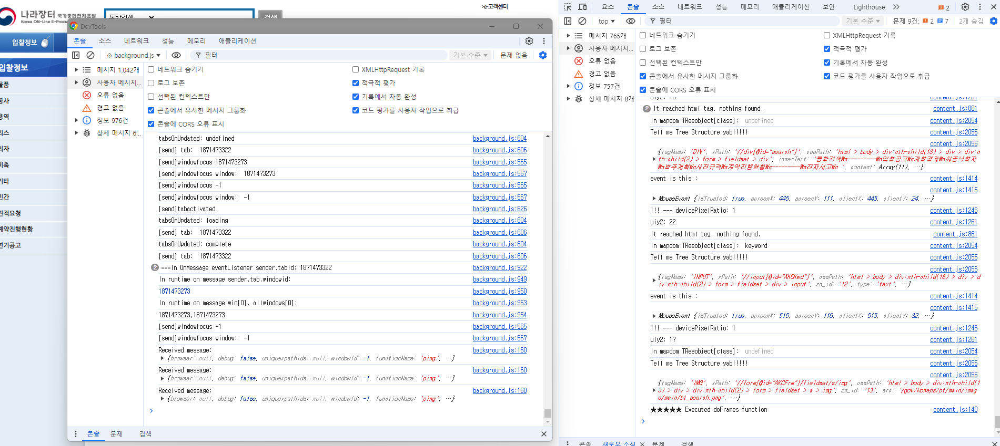 나라장터 국가종합전자조달
Korea ON-Line E-Procu
통합검색
검색
›e-고객센터
입찰정보
입찰정보
물품
공사
용역
리스
외자
비축
기타
민간
견적요청
계약진행현황
연기공고
DevTools
콘솔 소스 네트워크 성능 메모리 애플리케이션
background.js ▼ 필터 기본 수준 ▼ 문제 없음
메시지 1,042개
사용자 메시지...
오류 없음
경고 없음
정보 976건
상세 메시지 6...
네트워크 숨기기 XMLHttpRequest 기록
로그 보존 적극적 평가
선택된 컨텍스트만 기록에서 자동 완성
콘솔에서 유사한 메시지 그룹화 코드 평가를 사용자 작업으로 취급
콘솔에 CORS 오류 표시
tabsOnUpdated: undefined background.js:604
[send] tab: 1871473322 background.js:606
[send]windowfocus 1871473273 background.js:565
[send]windowfocus window: 1871473273 background.js:567
[send]windowfocus -1 background.js:565
[send]windowfocus window: -1 background.js:567
[send]tabactivated background.js:626
tabsOnUpdated: loading background.js:604
[send] tab: 1871473322 background.js:606
tabsOnUpdated: complete background.js:604
[send] tab: 1871473322 background.js:606
2 ===In OnMessage eventListener sender.tabid: 1871473322 background.js:922
In runtime on message sender.tab.windowid: background.js:949
1871473273 background.js:950
In runtime on message win[0], allwindows[0]: background.js:953
1871473273,1871473273 background.js:954
[send]windowfocus -1 background.js:565
[send]windowfocus window: -1 background.js:567
Received message: background.js:160
▶ {browser: null, debug: false, uniquexpathids: null, windowId: -1, functionName: 'ping', …}
Received message: background.js:160
▶ {browser: null, debug: false, uniquexpathids: null, windowId: -1, functionName: 'ping', …}
Received message: background.js:160
▶ {browser: null, debug: false, uniquexpathids: null, windowId: -1, functionName: 'ping', …}
콘솔 문제 검색
요소 콘솔 소스 네트워크 성능 메모리 애플리케이션 보안 Lighthouse 2
top ▼ 필터 기본 수준 ▼ 문제 9건: 2 7 2개 숨김
메시지 765개
사용자 메시지...
오류 없음
경고 없음
정보 757건
상세 메시지 8개
네트워크 숨기기 XMLHttpRequest 기록
로그 보존 적극적 평가
선택된 컨텍스트만 기록에서 자동 완성
콘솔에서 유사한 메시지 그룹화 코드 평가를 사용자 작업으로 취급
콘솔에 CORS 오류 표시
content.js:1261
2 It reached html tag. nothing found. content.js:861
In mapdom TReeobject[class]: undefined content.js:2054
Tell me Tree Structure yab!!!!! content.js:2055
content.js:2056
{tagName: 'DIV', xPath: '//div[@id="search"]', cssPath: 'html > body > div:nth-child(13) > div > div:n
▶ th-child(2) > form > fieldset > div', innerText: '통합검색₩n---------₩n입찰공고₩n개찰결과₩n최종낙찰자
₩n발주계획₩n사전규격₩n계약진행현황₩n---------₩n전자서고₩n ', content: Array(11), …}
event is this : content.js:1414
content.js:1415
▶ MouseEvent {isTrusted: true, screenX: 445, screenY: 111, clientX: 445, clientY: 24, …}
!!! --- devicePixelRatio: 1 content.js:1246
uiy2: 22 content.js:1261
It reached html tag. nothing found. content.js:861
In mapdom TReeobject[class]: keyword content.js:2054
Tell me Tree Structure yab!!!!! content.js:2055
content.js:2056
▶ {tagName: 'INPUT', xPath: '//input[@id="AKCKwd"]', cssPath: 'html > body > div:nth-child(13) > div > d
iv:nth-child(2) > form > fieldset > div > input', zn_id: '12', type: 'text', …}
event is this : content.js:1414
content.js:1415
▶ MouseEvent {isTrusted: true, screenX: 515, screenY: 119, clientX: 515, clientY: 32, …}
!!! --- devicePixelRatio: 1 content.js:1246
uiy2: 17 content.js:1261
In mapdom TReeobject[class]: undefined content.js:2054
Tell me Tree Structure yab!!!!! content.js:2055
content.js:2056
{tagName: 'IMG', xPath: '//form[@id="AKCFrm"]/fieldset/a/img', cssPath: 'html > body > div:nth-child(1
▶ 3) > div > div:nth-child(2) > form > fieldset > a > img', zn_id: '13', src: '/gov/koneps/pt/main/imag
e/main/bt_search.png', …}
★★★★★ Executed doFrames function content.js:140
콘솔 새로운 소식 문제 검색